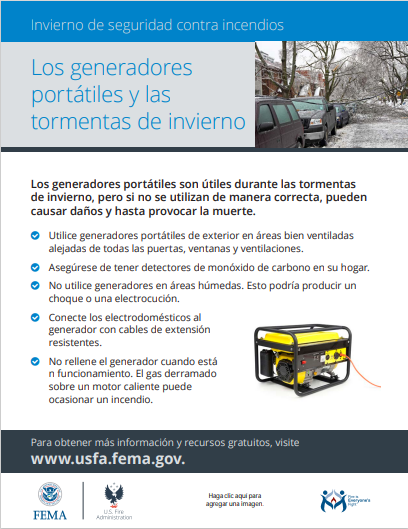 Invierno de seguridad contra incendios
Los generadores
portátiles y las
tormentas de invierno
Los generadores portátiles son útiles durante las tormentas
de invierno, pero si no se utilizan de manera correcta, pueden
causar daños y hasta provocar la muerte.
Utilice generadores portátiles de exterior en áreas bien ventiladas
alejadas de todas las puertas, ventanas y ventilaciones.
Asegúrese de tener detectores de monóxido de carbono en su hogar.
No utilice generadores en áreas húmedas. Esto podría producir un
choque o una electrocución.
Conecte los electrodomésticos al
generador con cables de extensión
resistentes.
No rellene el generador cuando está
n funcionamiento. El gas derramado
sobre un motor caliente puede
ocasionar un incendio.
Para obtener más información y recursos gratuitos, visite
www.usfa.fema.gov.
FEMA
U.S. Fire
Administration
Haga clic aquí para
agregar una imagen.
Fire is
Everyone's
Fight